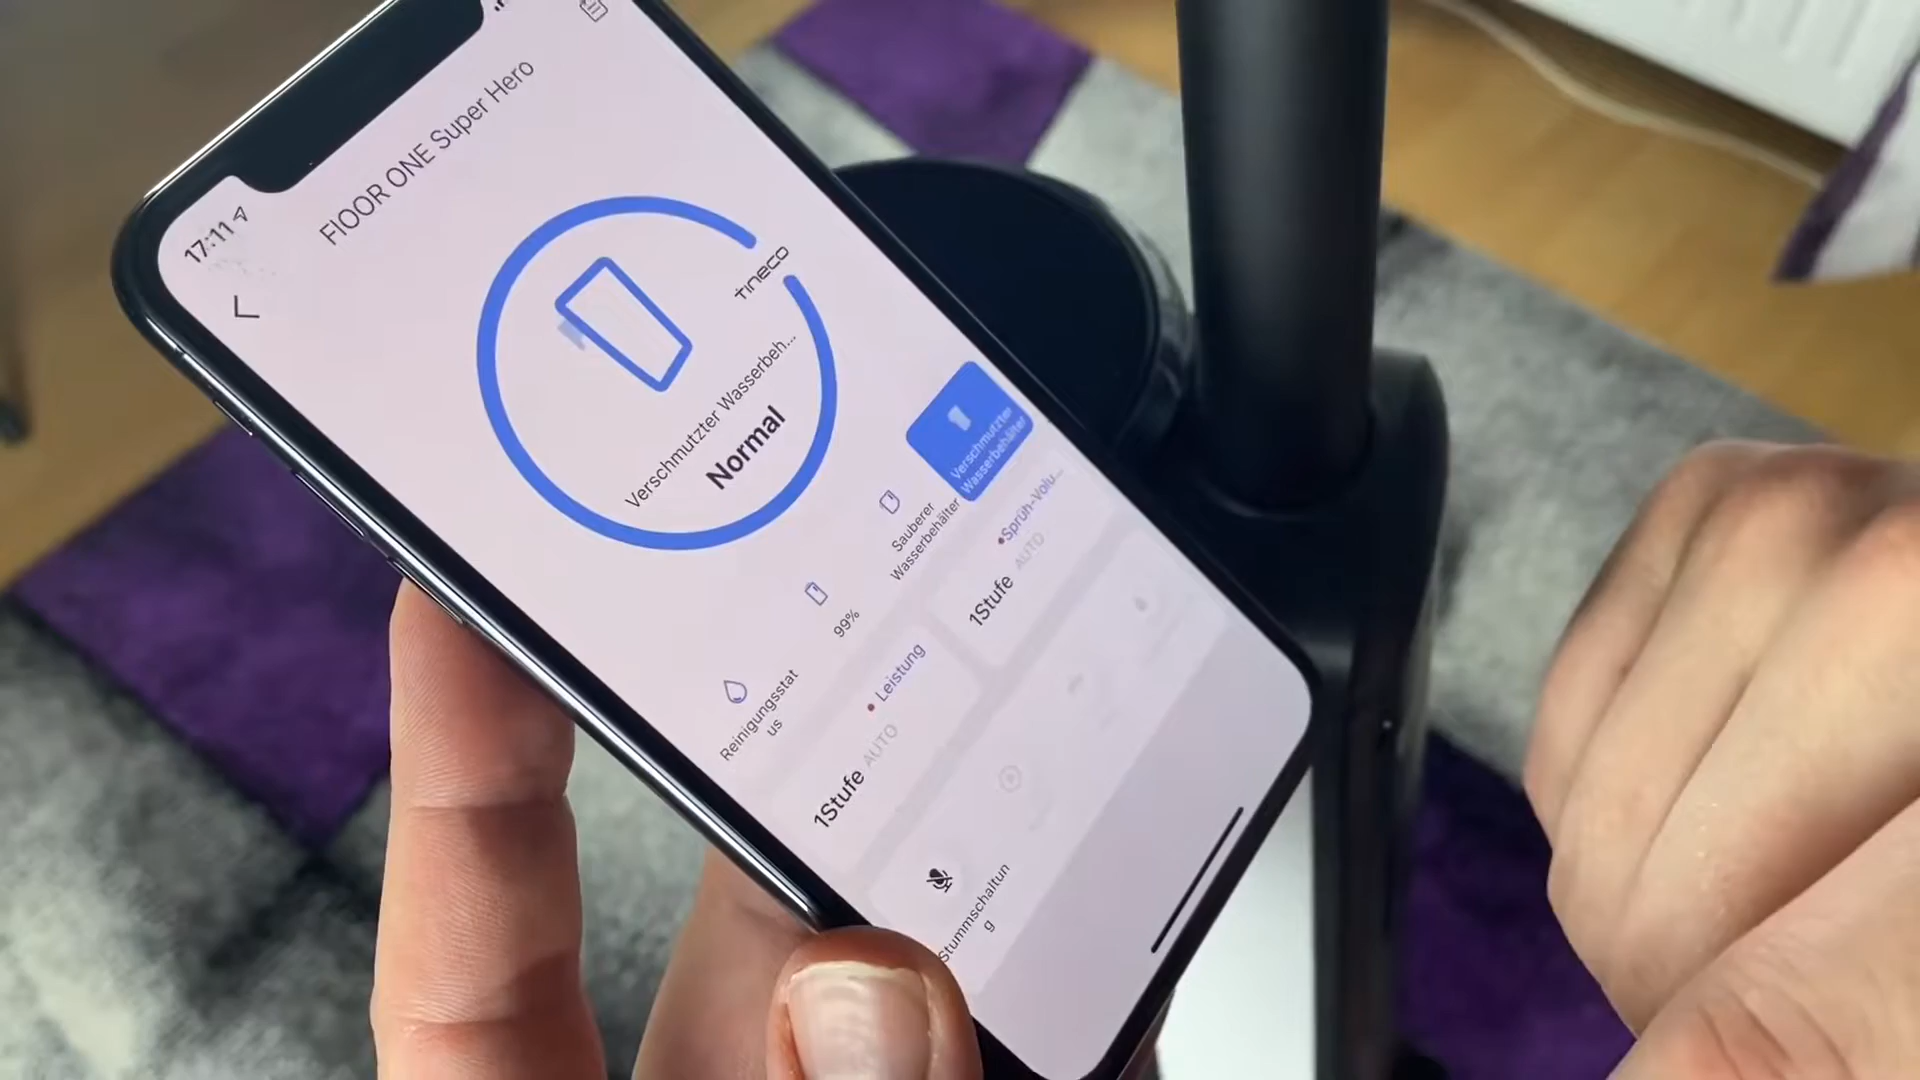 17:11
FlOOR ONE Super Hero
TINECO
Verschmutzter Wasserbeh...
Normal
Reinigungsstat
us
99%
Sauberer
Wasserbehälter
Verschmutzter
Wasserbehälter
•Leistung
1Stufe AUTO
•Sprüh-Volu...
1Stufe AUTO
Stummschaltun
g